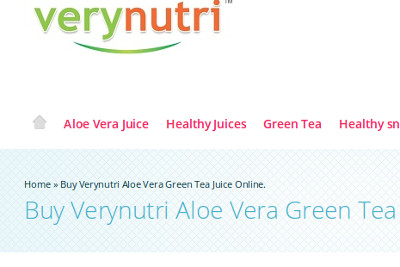 verynutri™
Aloe Vera Juice Healthy Juices Green Tea Healthy sn
Home » Buy Verynutri Aloe Vera Green Tea Juice Online.
Buy Verynutri Aloe Vera Green Tea